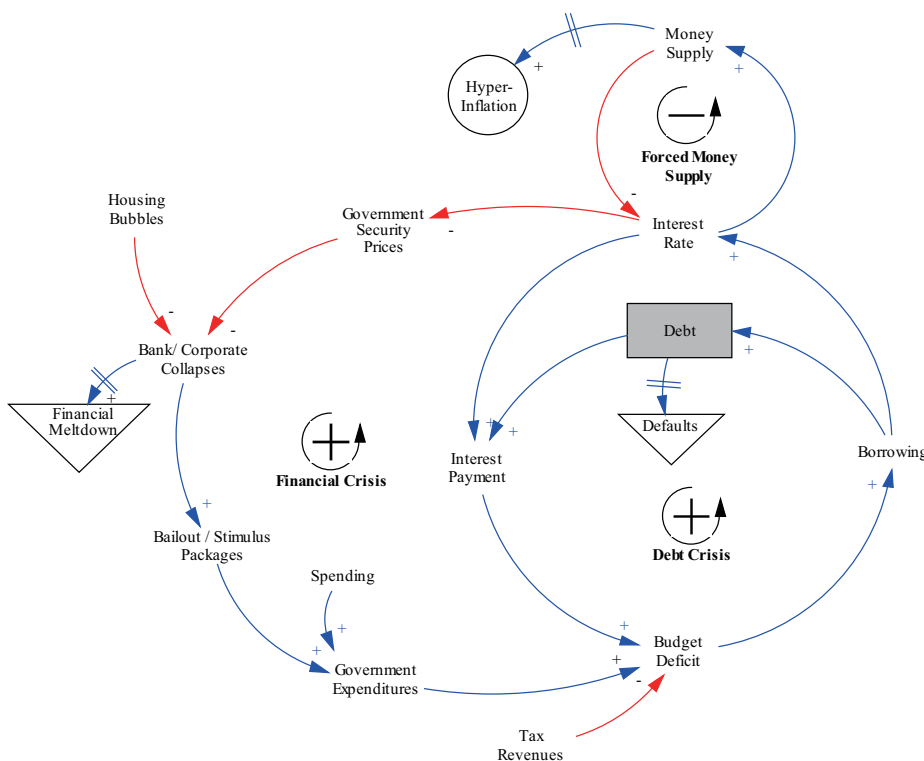 Money
Supply
+
+
Hyper-
Inflation
Forced Money
Supply
-
Housing
Bubbles
Government
Security
Prices
-
Interest
Rate
+
-
-
Bank/ Corporate
Collapses
Debt
+
+
Financial
Meltdown
Defaults
+
+
Interest
Payment
Financial Crisis
Borrowing
+
+
Debt Crisis
Bailout / Stimulus
Packages
Spending
+
+
+
Government
Expenditures
+
-
Budget
Deficit
Tax
Revenues